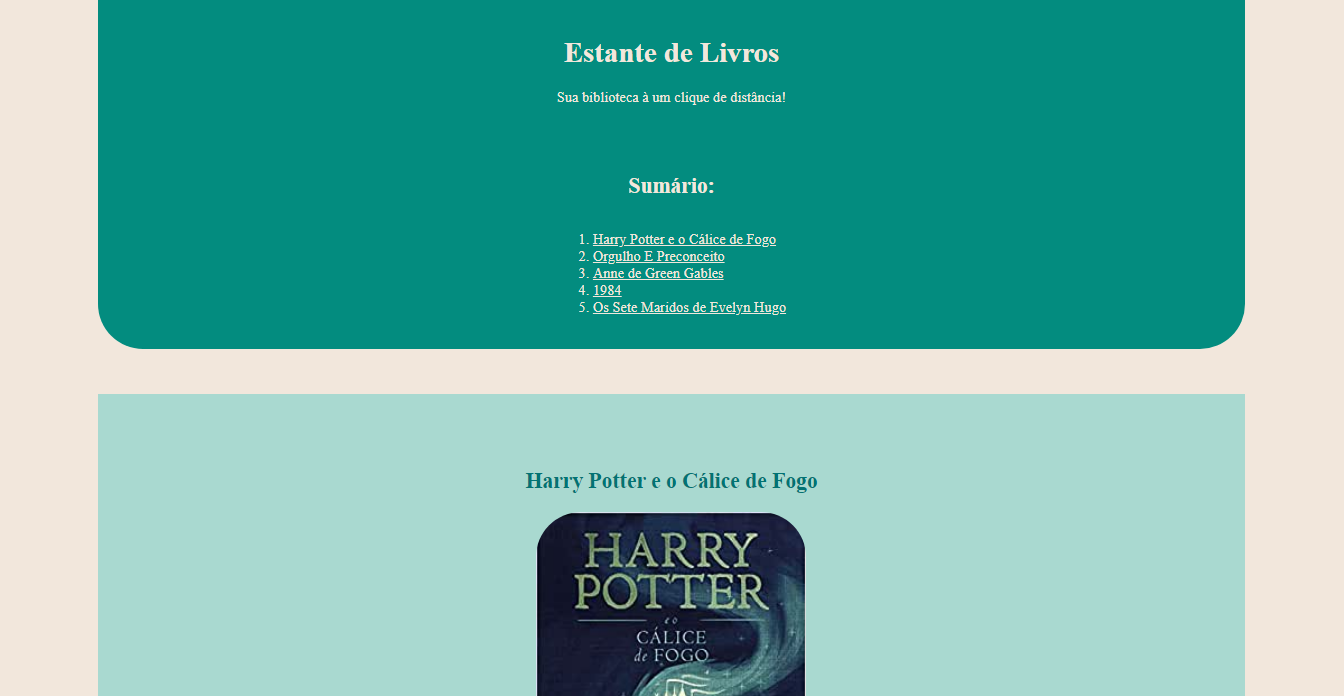 Estante de Livros
Sua biblioteca à um clique de distância!
Sumário:
1. Harry Potter e o Cálice de Fogo
2. Orgulho E Preconceito
3. Anne de Green Gables
4. 1984
5. Os Sete Maridos de Evelyn Hugo
Harry Potter e o Cálice de Fogo
HARRY
POTTER
e o
CÁLICE
de FOGO